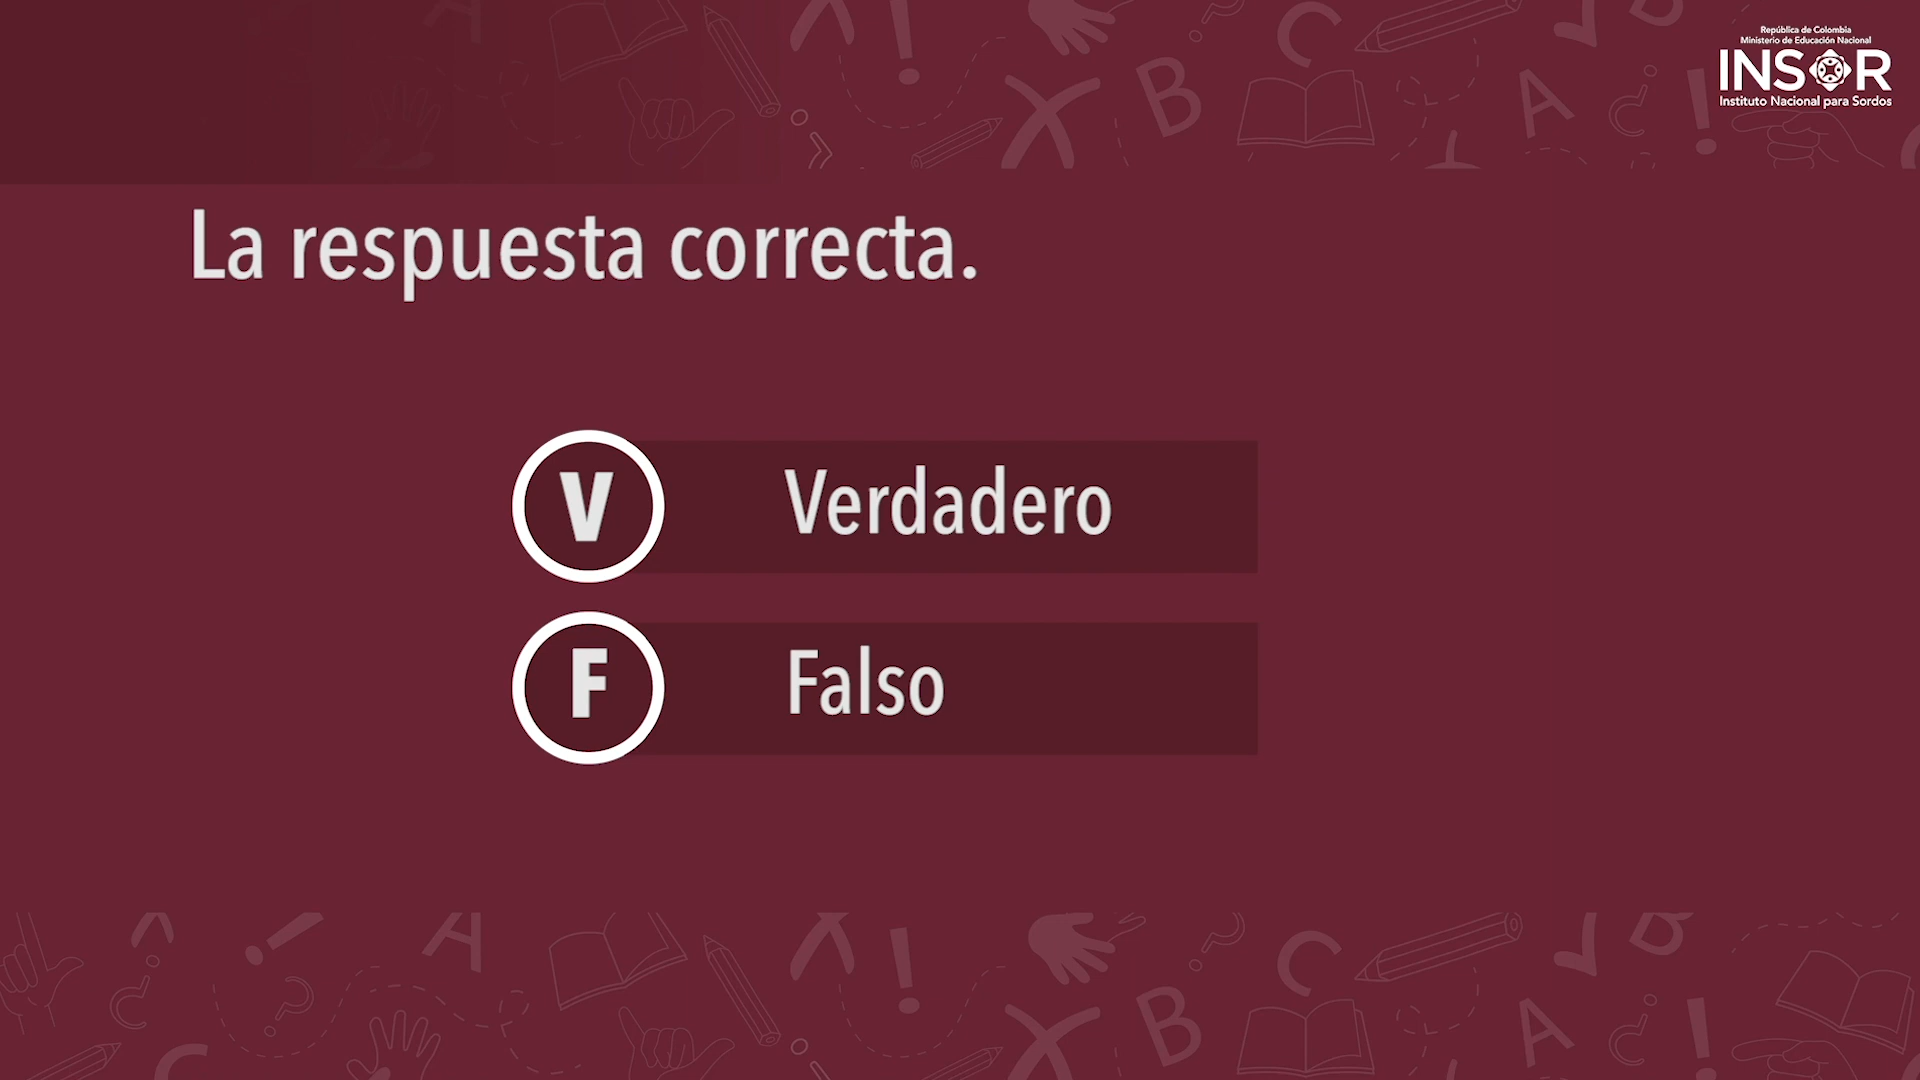 República de Colombia
Ministerio de Educación Nacional
INSOR
Instituto Nacional para Sordos
La respuesta correcta.
V Verdadero
F Falso